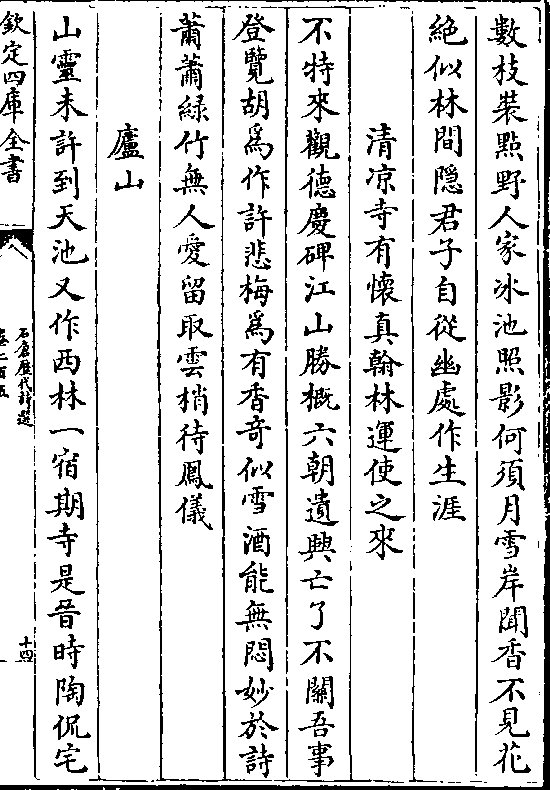 數枝裝㸃野人家冰池照影何須月雪岸聞香不見花
絶似林間隠君子自從幽處作生涯
清凉寺有懷真翰林運使之來
不特來觀德慶碑江山勝概六朝遺興亡了不關吾事
登覽胡為作許悲梅為有香竒似雪酒能無悶妙於詩
蕭蕭緑竹無人愛留取雲梢待鳳儀
廬山
山靈未許到天池又作西林一宿期寺是昔時陶侃宅
欽定四庫全書
石倉歷代詩選
卷二百五
十四